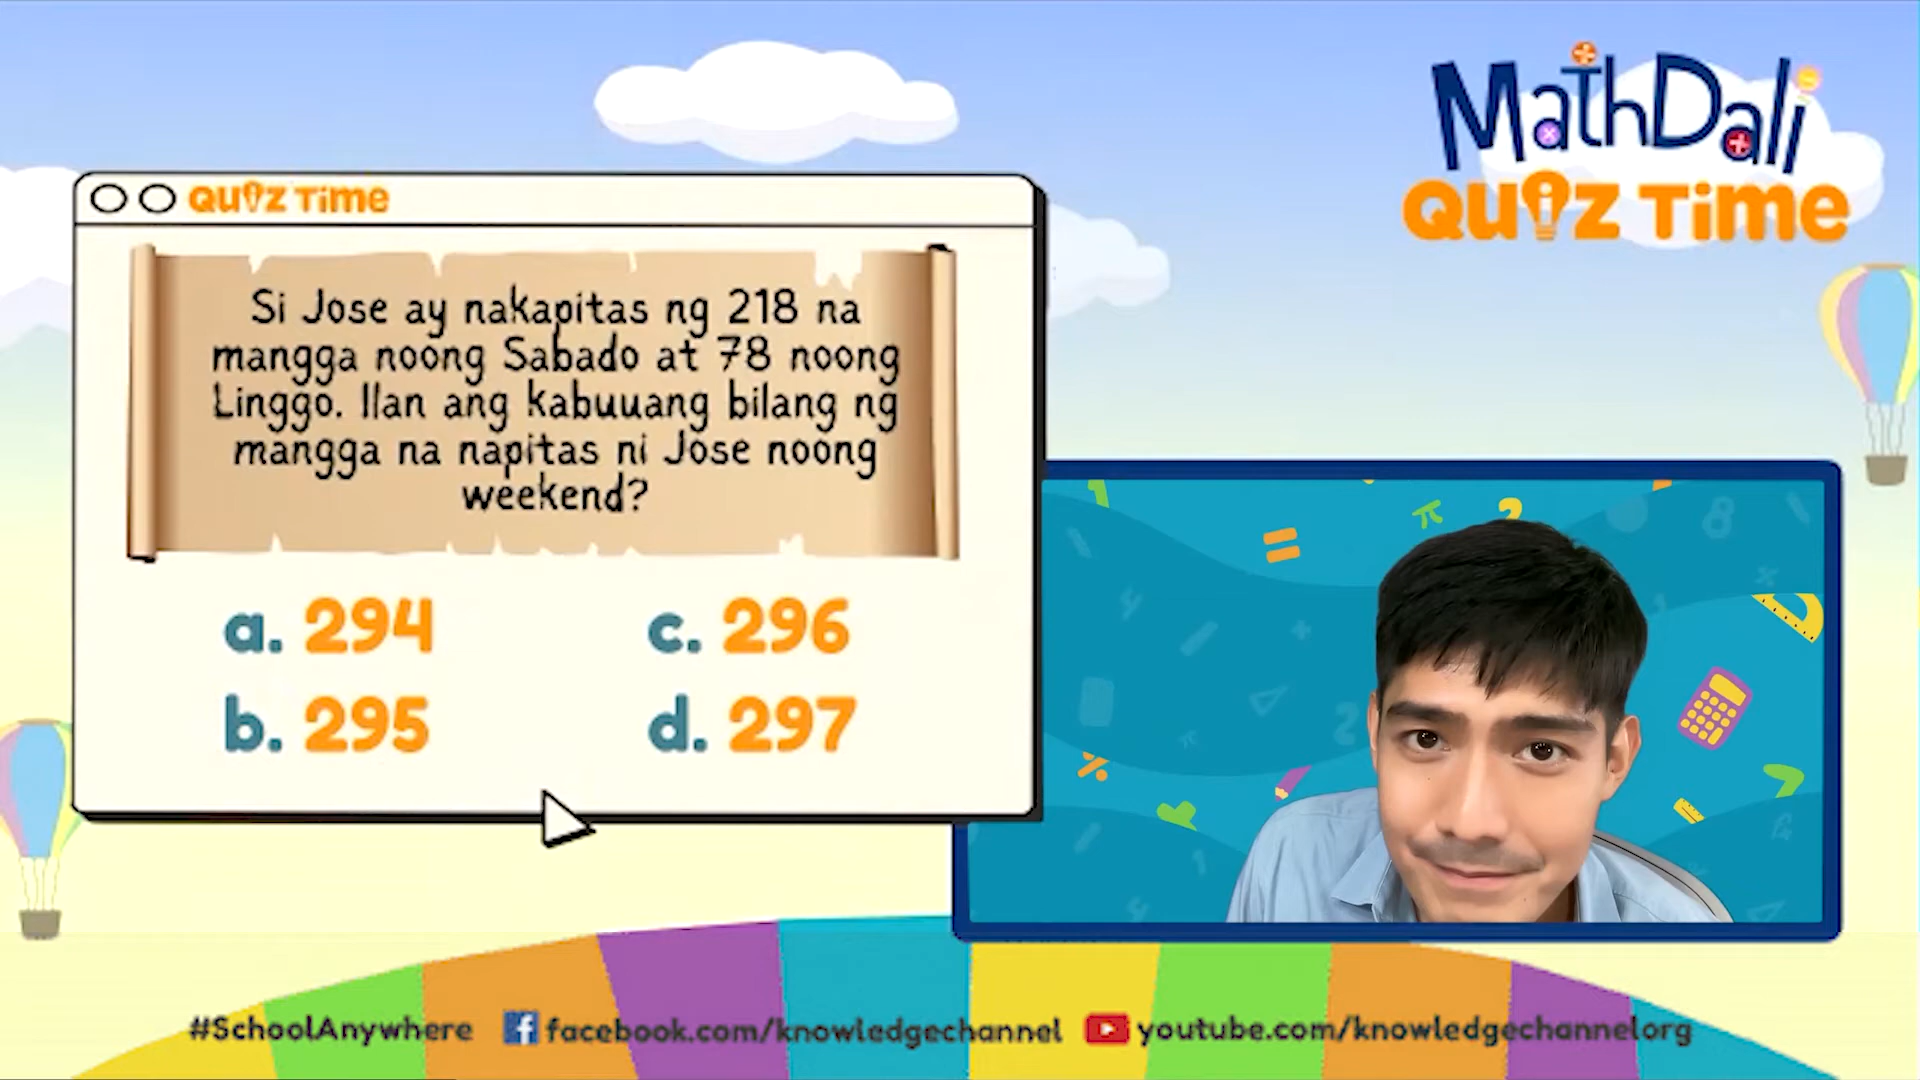 MathDali
Quiz Time
Quiz Time
Si Jose ay nakapitas ng 218 na
mangga noong Sabado at 78 noong
Linggo. Ilan ang kabuuang bilang ng
mangga na napitas ni Jose noong
weekend?
a. 294
c. 296
b. 295
d. 297
#SchoolAnywhere facebook.com/knowledgechannel youtube.com/knowledgechannelorg